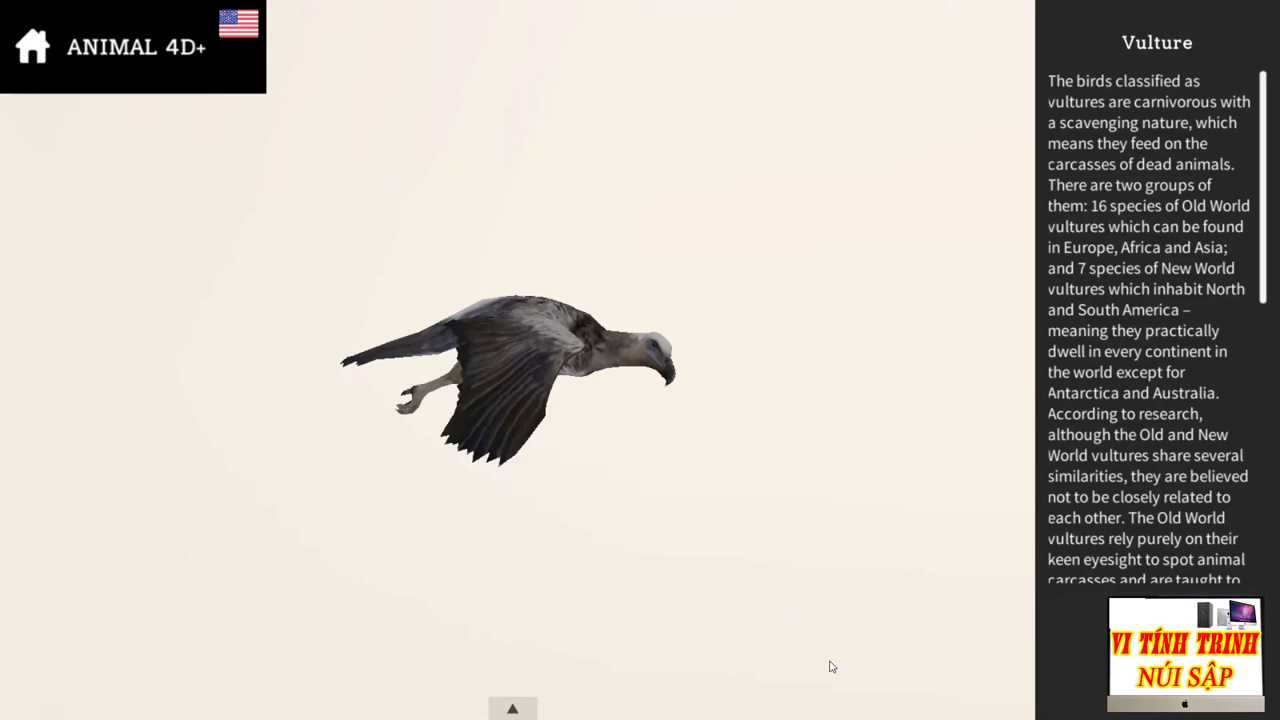 ANIMAL 4D+
Vulture
The birds classified as
vultures are carnivorous with
a scavenging nature, which
means they feed on the
carcasses of dead animals.
There are two groups of
them: 16 species of Old World
vultures which can be found
in Europe, Africa and Asia;
and 7 species of New World
vultures which inhabit North
and South America –
meaning they practically
dwell in every continent in
the world except for
Antarctica and Australia.
According to research,
although the Old and New
World vultures share several
similarities, they are believed
not to be closely related to
each other. The Old World
vultures rely purely on their
keen eyesight to spot animal
carcasses and are taught to
VI TÍNH TRINH
NÚI SẬP